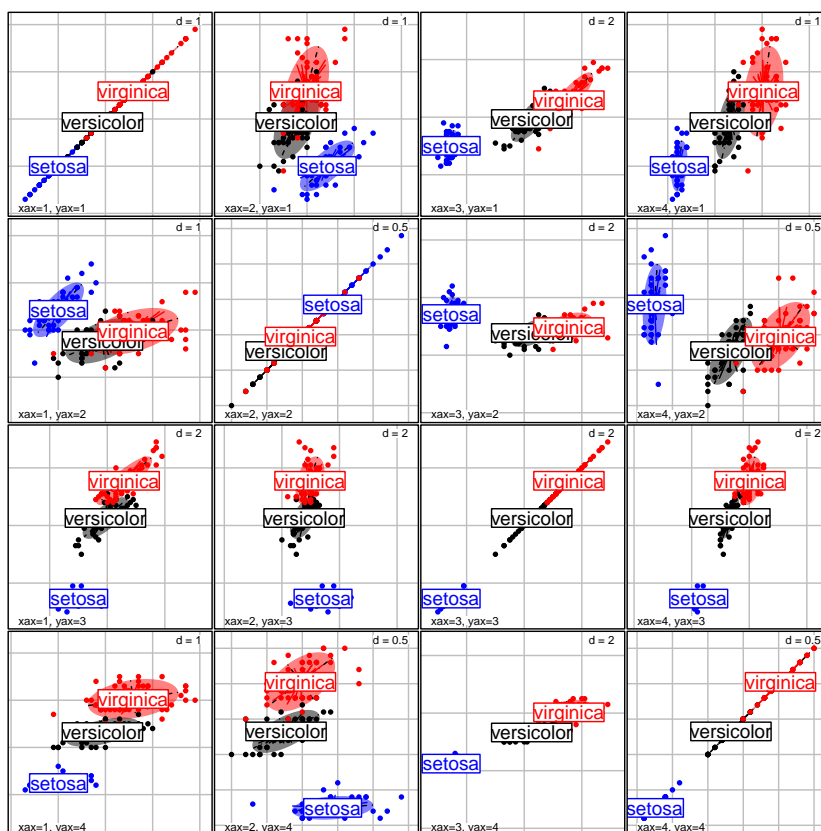 d = 1
virginica
versicolor
setosa
xax=1, yax=1
d = 1
virginica
versicolor
setosa
xax=2, yax=1
d = 2
virginica
versicolor
setosa
xax=3, yax=1
d = 1
virginica
versicolor
setosa
xax=4, yax=1
d = 1
setosa
virginica
versicolor
xax=1, yax=2
d = 0.5
setosa
virginica
versicolor
xax=2, yax=2
d = 2
setosa
virginica
versicolor
xax=3, yax=2
d = 0.5
setosa
virginica
versicolor
xax=4, yax=2
d = 2
virginica
versicolor
setosa
xax=1, yax=3
d = 2
virginica
versicolor
setosa
xax=2, yax=3
d = 2
virginica
versicolor
setosa
xax=3, yax=3
d = 2
virginica
versicolor
setosa
xax=4, yax=3
d = 1
virginica
versicolor
setosa
xax=1, yax=4
d = 0.5
virginica
versicolor
setosa
xax=2, yax=4
d = 2
virginica
versicolor
setosa
xax=3, yax=4
d = 0.5
virginica
versicolor
setosa
xax=4, yax=4